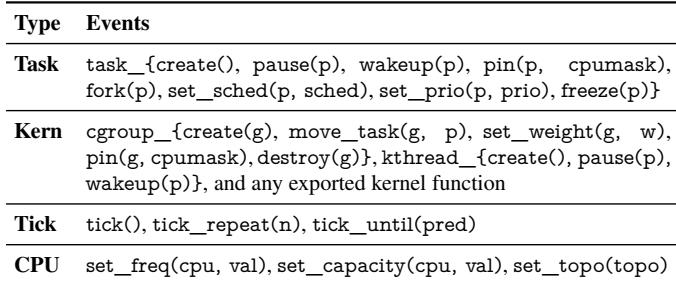 Type Events
Task task_{create(), pause(p), wakeup(p), pin(p, cpumask),
fork(p), set_sched(p, sched), set_prio(p, prio), freeze(p)}
Kern cgroup_{create(g), move_task(g, p), set_weight(g, w),
pin(g, cpumask), destroy(g)}, kthread_{create(), pause(p),
wakeup(p)}, and any exported kernel function
Tick tick(), tick_repeat(n), tick_until(pred)
CPU set_freq(cpu, val), set_capacity(cpu, val), set_topo(topo)